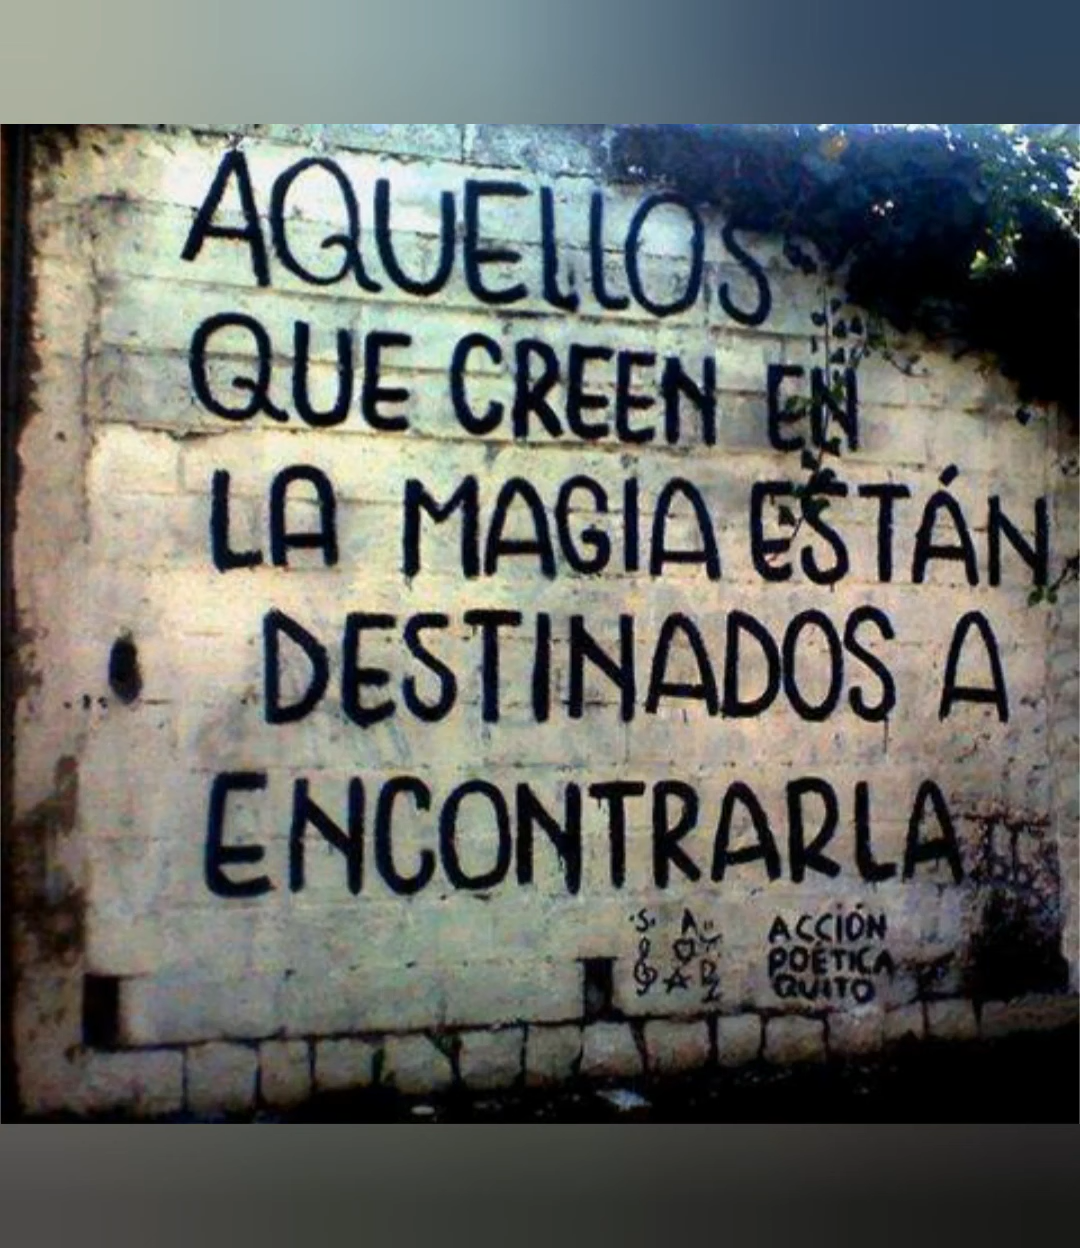 AQUELLOS
QUE CREEN EN
LA MAGIA ESTÁN
DESTINADOS A
ENCONTRARLA
ACCIÓN
POÉTICA
QUITO